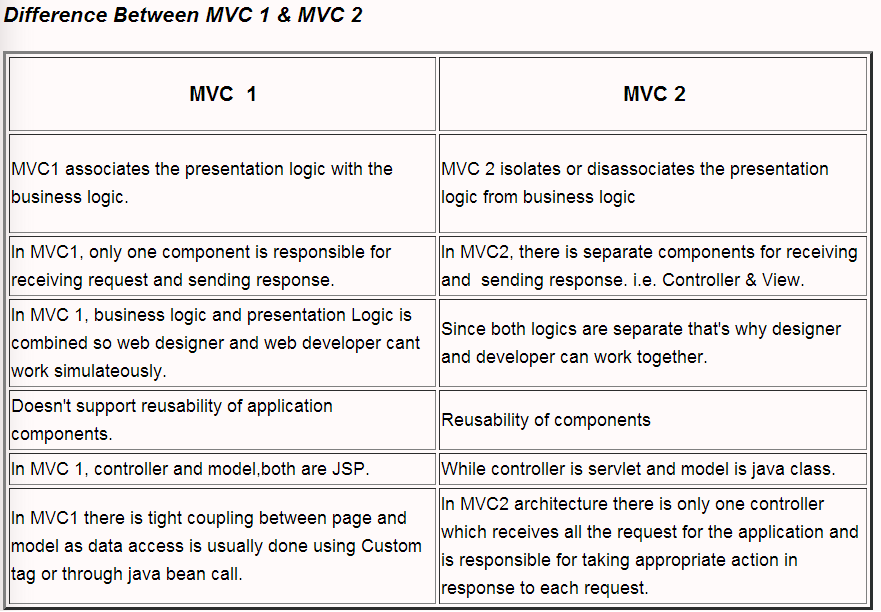 Difference Between MVC 1 & MVC 2
MVC 1
MVC 2
MVC1 associates the presentation logic with the
business logic.
MVC 2 isolates or disassociates the presentation
logic from business logic
In MVC1, only one component is responsible for
receiving request and sending response.
In MVC2, there is separate components for receiving
and sending response. i.e. Controller & View.
In MVC 1, business logic and presentation Logic is
combined so web designer and web developer cant
work simulateously.
Since both logics are separate that's why designer
and developer can work together.
Doesn't support reusability of application
components.
Reusability of components
In MVC 1, controller and model,both are JSP.
While controller is servlet and model is java class.
In MVC1 there is tight coupling between page and
model as data access is usually done using Custom
tag or through java bean call.
In MVC2 architecture there is only one controller
which receives all the request for the application and
is responsible for taking appropriate action in
response to each request.